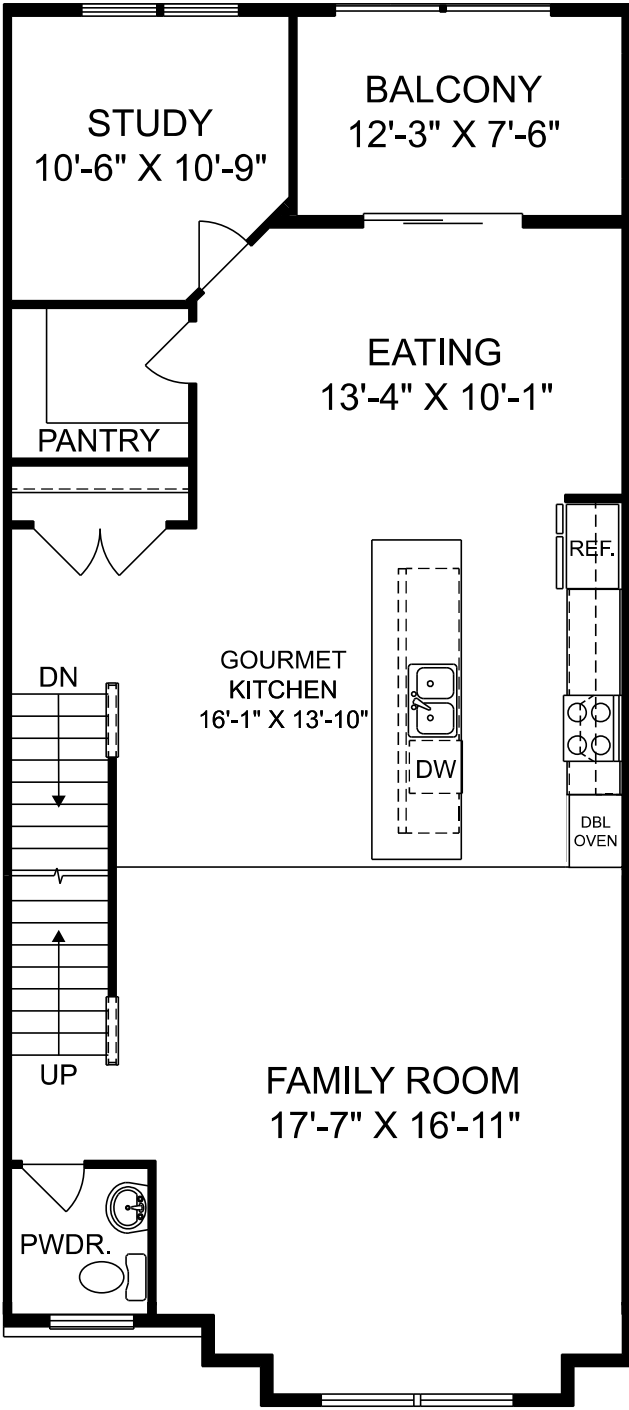 STUDY
10'-6" X 10'-9"
BALCONY
12'-3" X 7'-6"
EATING
13'-4" X 10'-1"
PANTRY
REF.
GOURMET
KITCHEN
16'-1" X 13'-10"
DN
DW
DBL
OVEN
UP
FAMILY ROOM
17'-7" X 16'-11"
PWDR.